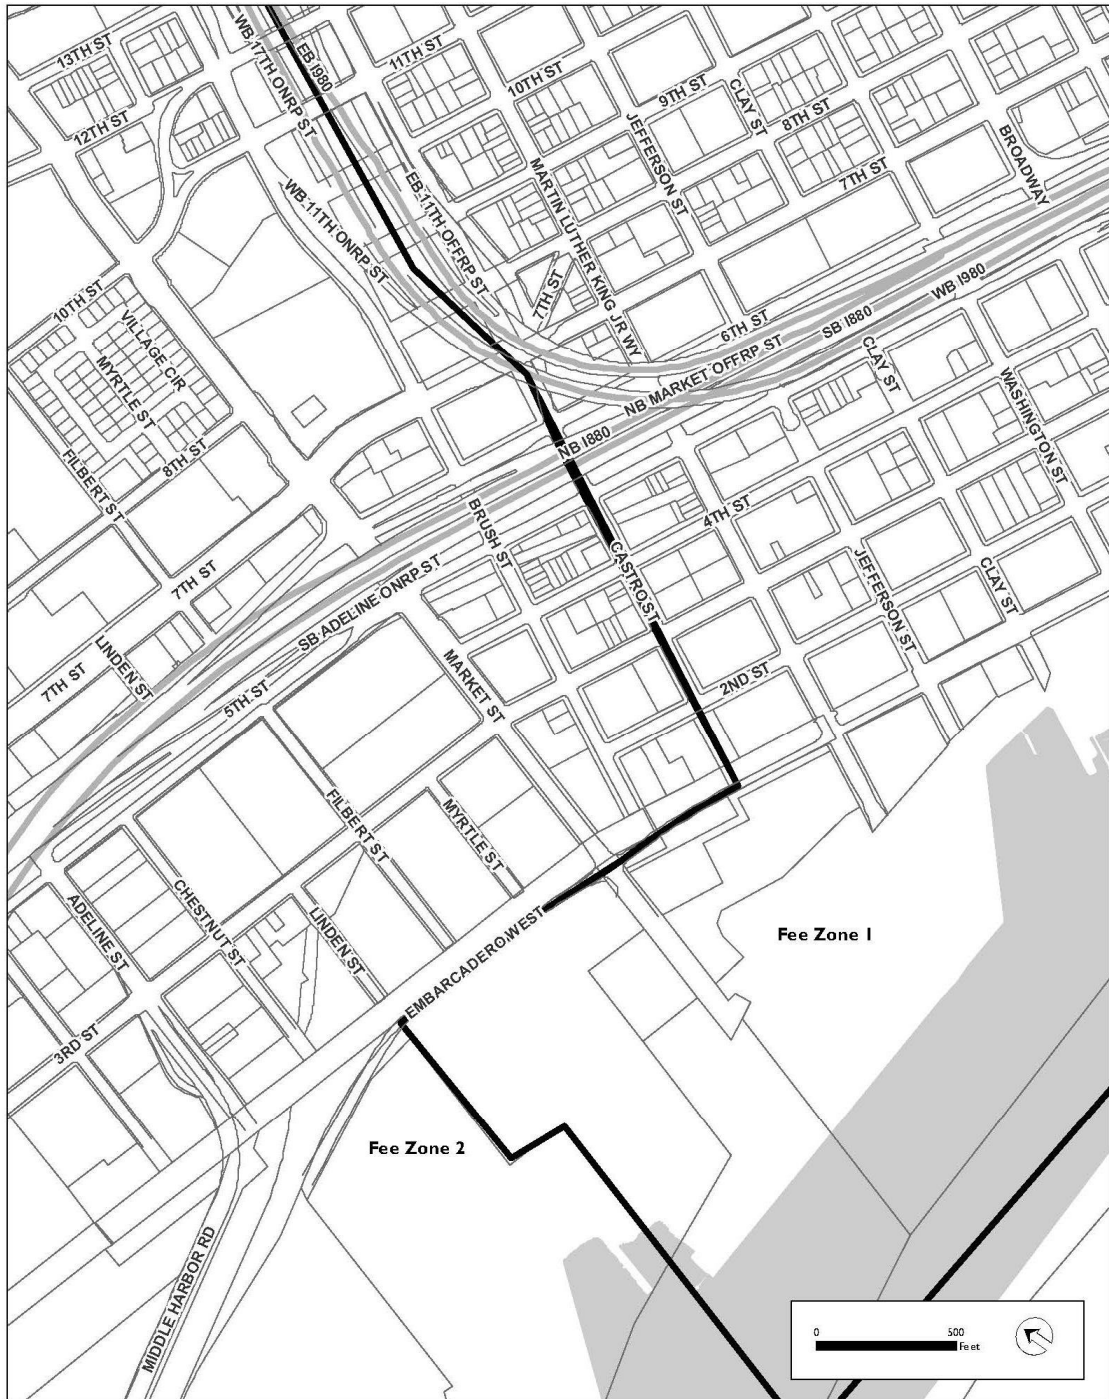 13TH ST
WB 17TH ONRP ST
EB I980
11TH ST
10TH ST
9TH ST
CLAY ST
8TH ST
12TH ST
JEFFERSON ST
BROADWAY
7TH ST
MARTIN LUTHER KING JR WY
WB 11TH ONRP ST
EB 11TH OFFRP ST
7TH ST
10TH ST
VILLAGE CIR
MYRTLE ST
6TH ST
WB I980
SB I880
NB MARKET OFFRP ST
CLAY ST
WASHINGTON ST
FILBERT ST
8TH ST
NB I880
BRUSH ST
4TH ST
CASTRO ST
JEFFERSON ST
CLAY ST
7TH ST
SB ADELINE ONRP ST
LINDEN ST
7TH ST
5TH ST
MARKET ST
2ND ST
FILBERT ST
MYRTLE ST
ADELINE ST
CHESTNUT ST
LINDEN ST
EMBARCADERO WEST
Fee Zone 1
3RD ST
Fee Zone 2
MIDDLE HARBOR RD
0 500
Feet